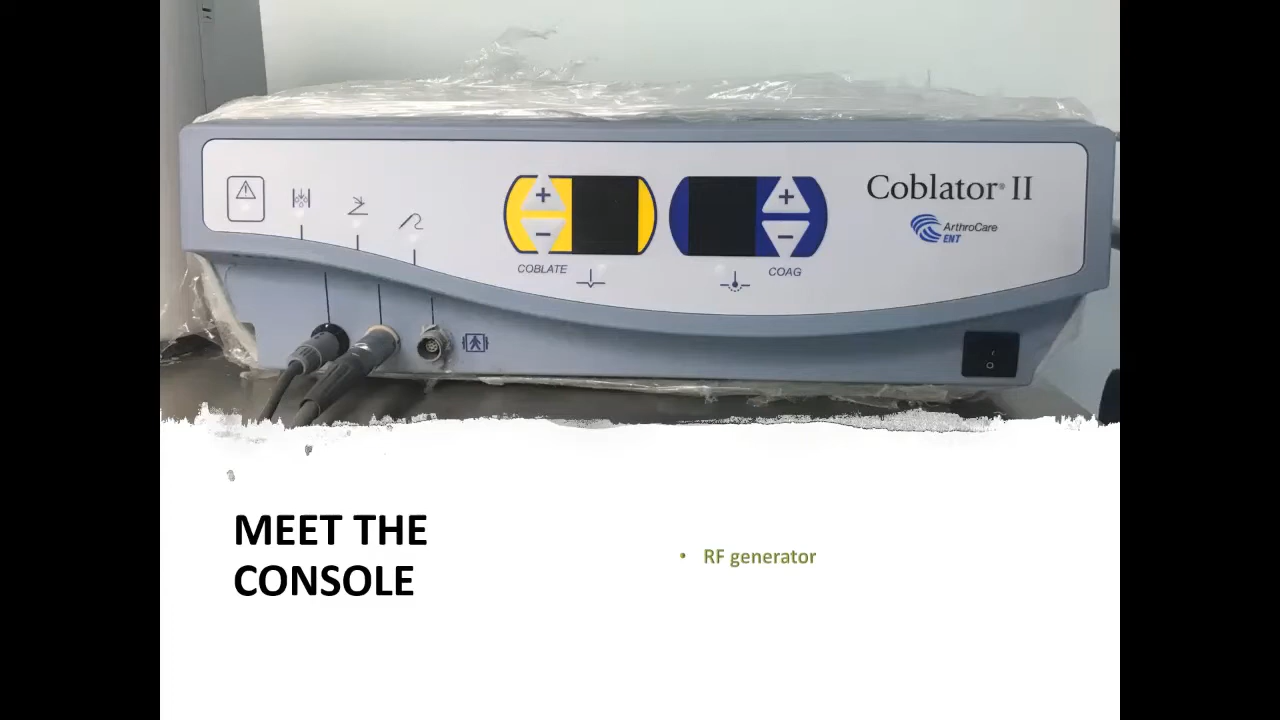 Coblator® II
ArthroCare
ENT
+
+
−
−
COBLATE
COAG
MEET THE
CONSOLE
• RF generator